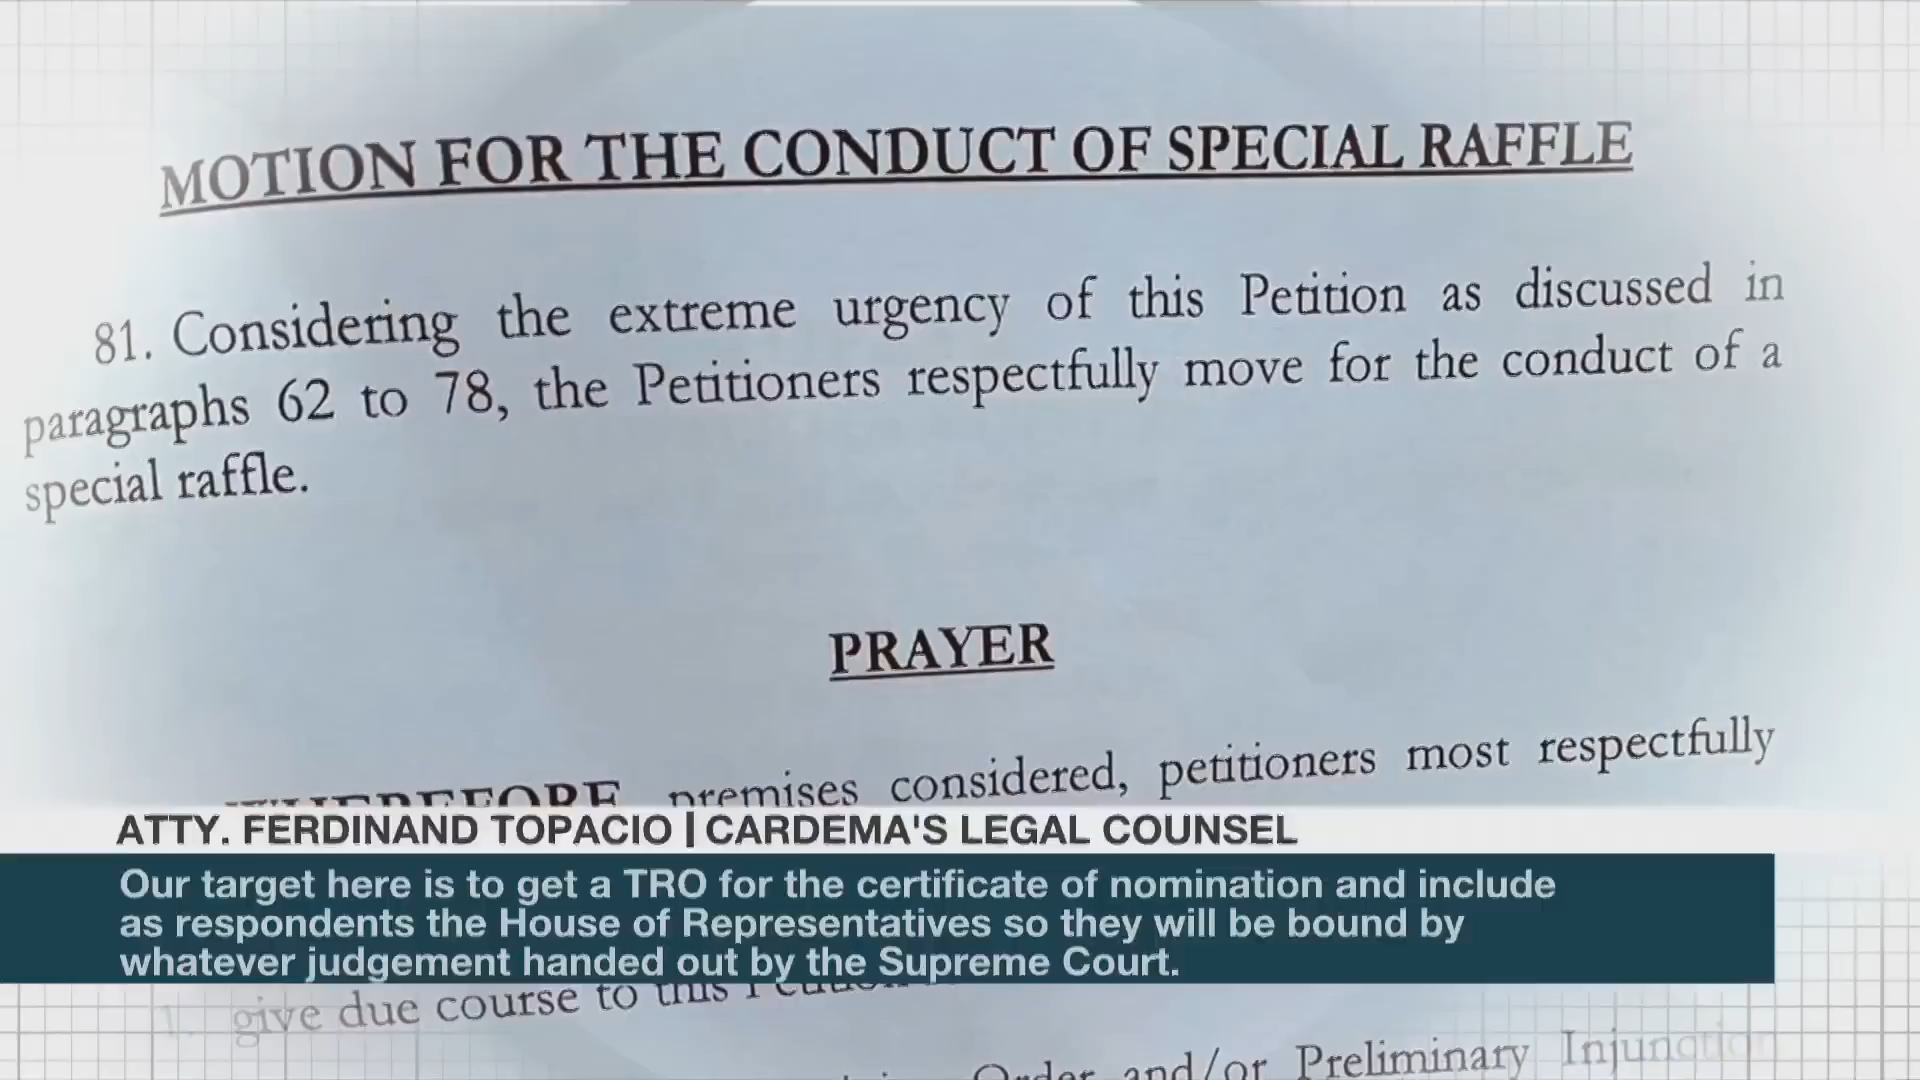 MOTION FOR THE CONDUCT OF SPECIAL RAFFLE
81. Considering the extreme urgency of this Petition as discussed in
paragraphs 62 to 78, the Petitioners respectfully move for the conduct of a
special raffle.
PRAYER
premises considered, petitioners most respectfully
ATTY. FERDINAND TOPACIO | CARDEMA'S LEGAL COUNSEL
Our target here is to get a TRO for the certificate of nomination and include
as respondents the House of Representatives so they will be bound by
whatever judgement handed out by the Supreme Court.
1. give due course to this
Order and/or Preliminary Injunction